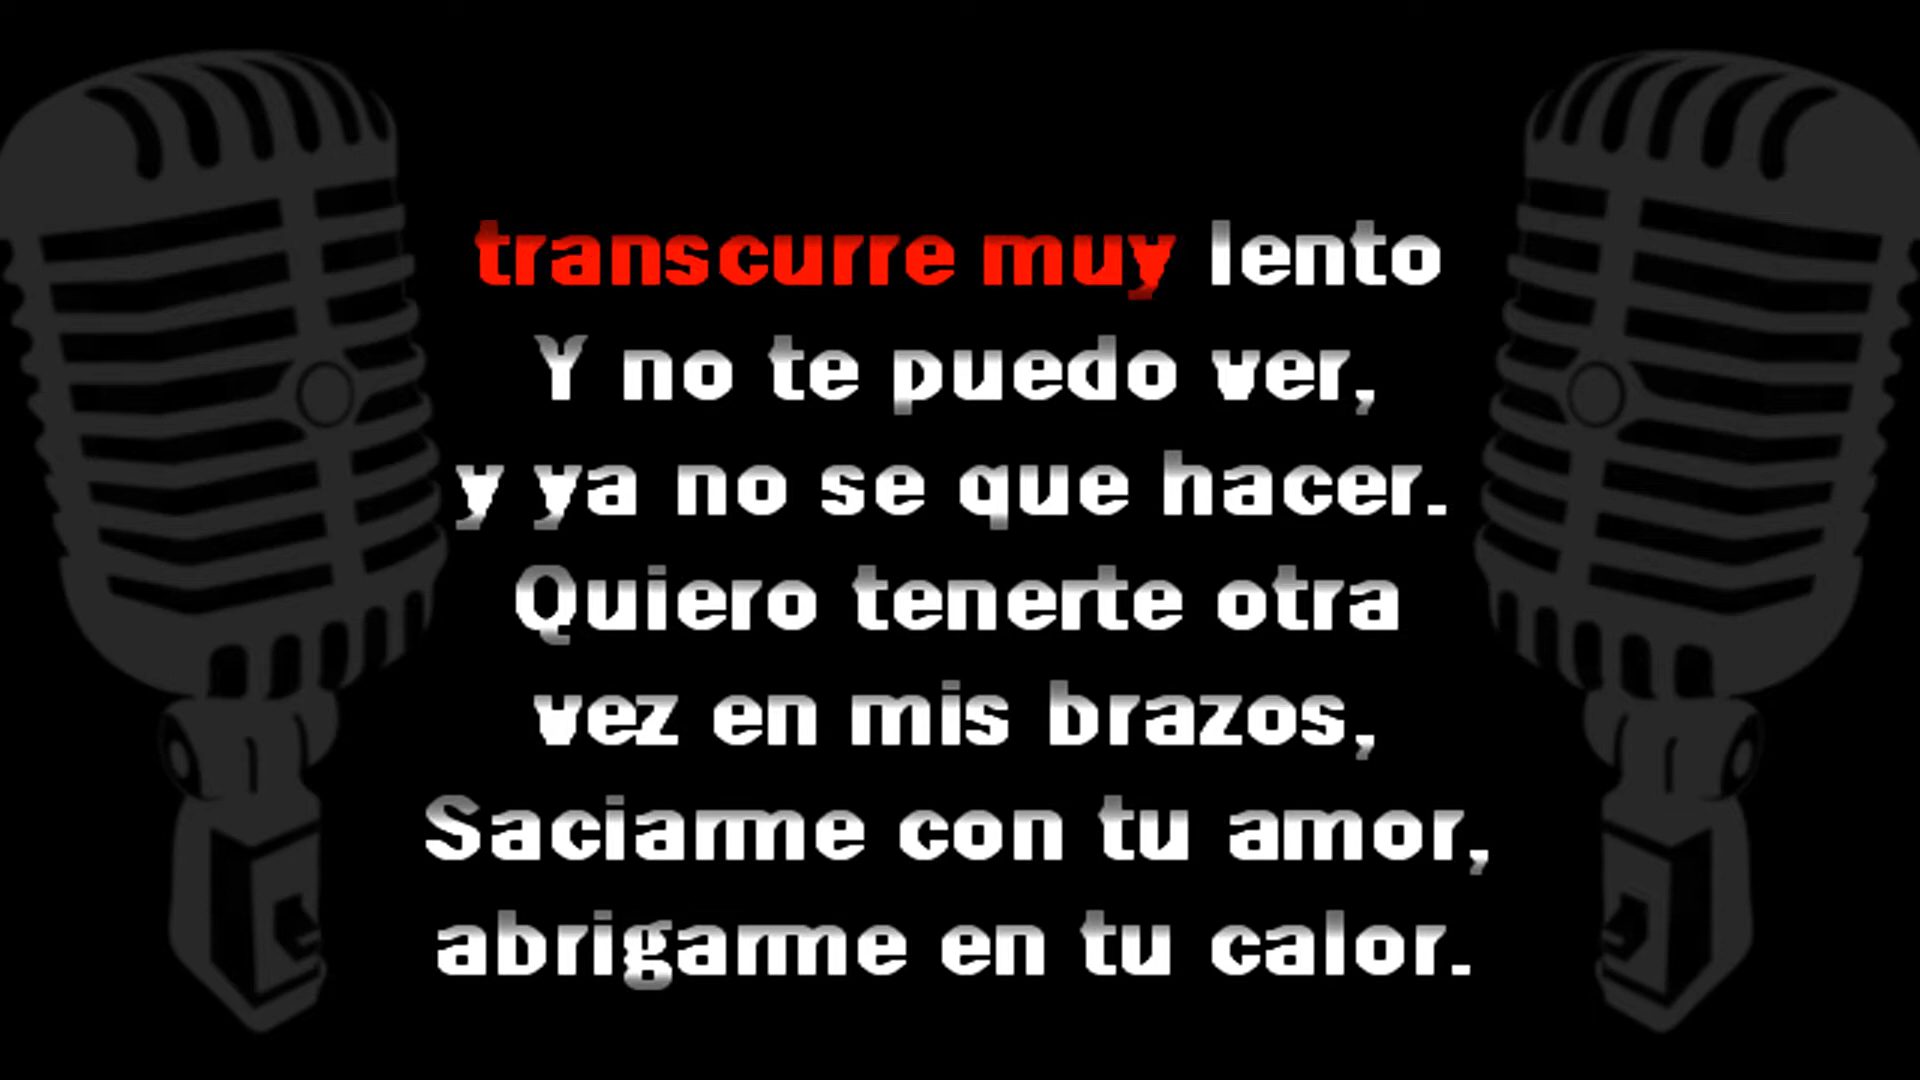 transcurre muy lento
Y no te puedo ver,
y ya no se que hacer.
Quiero tenerte otra
vez en mis brazos,
Saciarme con tu amor,
abrigarme en tu calor.